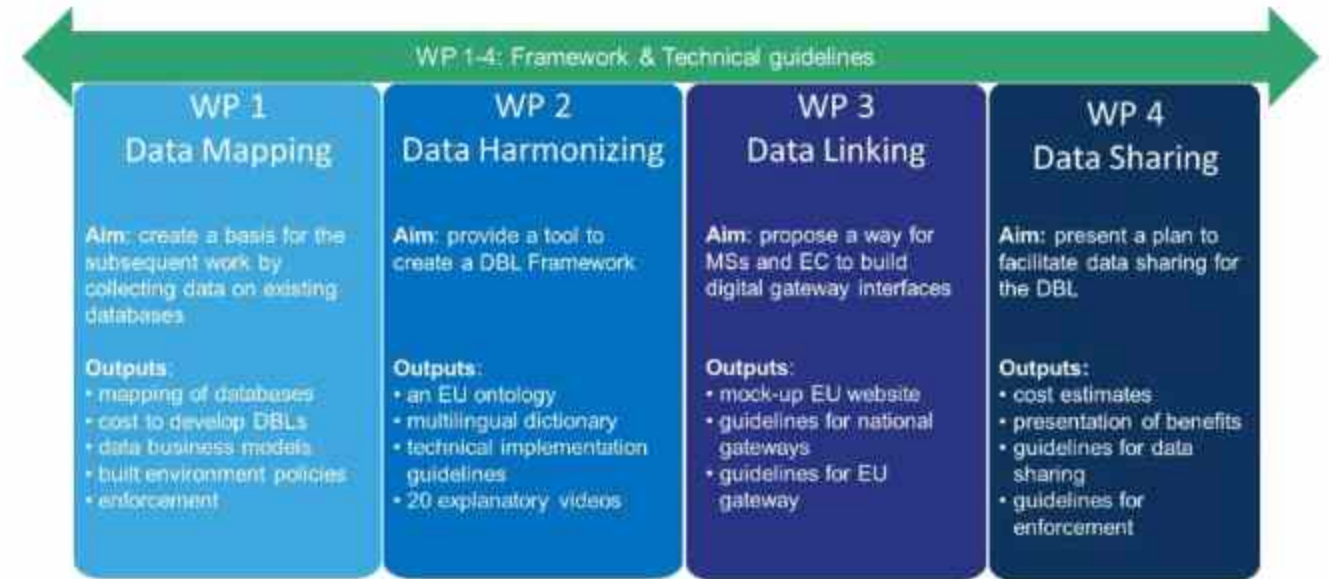 WP 1-4: Framework & Technical guidelines
WP 1
Data Mapping
Aim: create a basis for the
subsequent work by
collecting data on existing
databases
Outputs:
• mapping of databases
• cost to develop DBLs
• data business models
• built environment policies
• enforcement
WP 2
Data Harmonizing
Aim: provide a tool to
create a DBL Framework
Outputs:
• an EU ontology
• multilingual dictionary
• technical implementation
guidelines
• 20 explanatory videos
WP 3
Data Linking
Aim: propose a way for
MSs and EC to build
digital gateway interfaces
Outputs:
• mock-up EU website
• guidelines for national
gateways
• guidelines for EU
gateway
WP 4
Data Sharing
Aim: present a plan to
facilitate data sharing for
the DBL
Outputs:
• cost estimates
• presentation of benefits
• guidelines for data
sharing
• guidelines for
enforcement